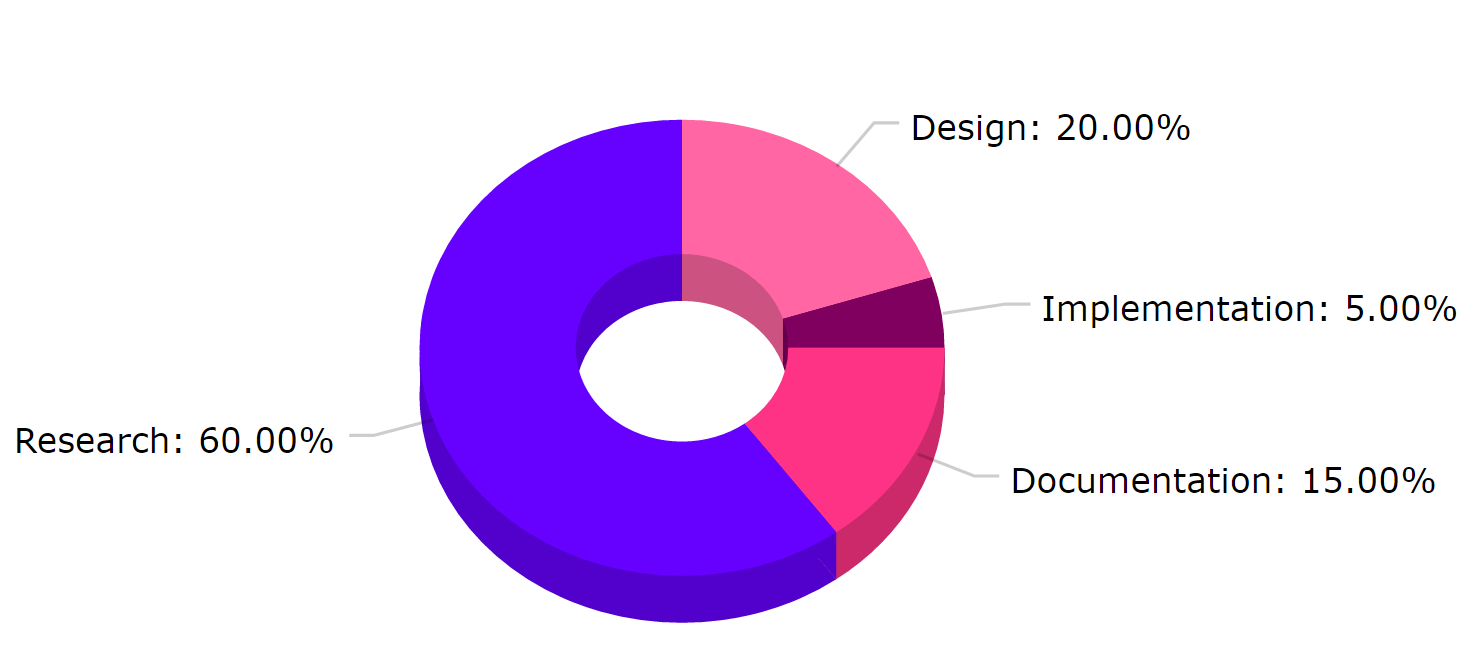 Design: 20.00%
Implementation: 5.00%
Research: 60.00%
Documentation: 15.00%